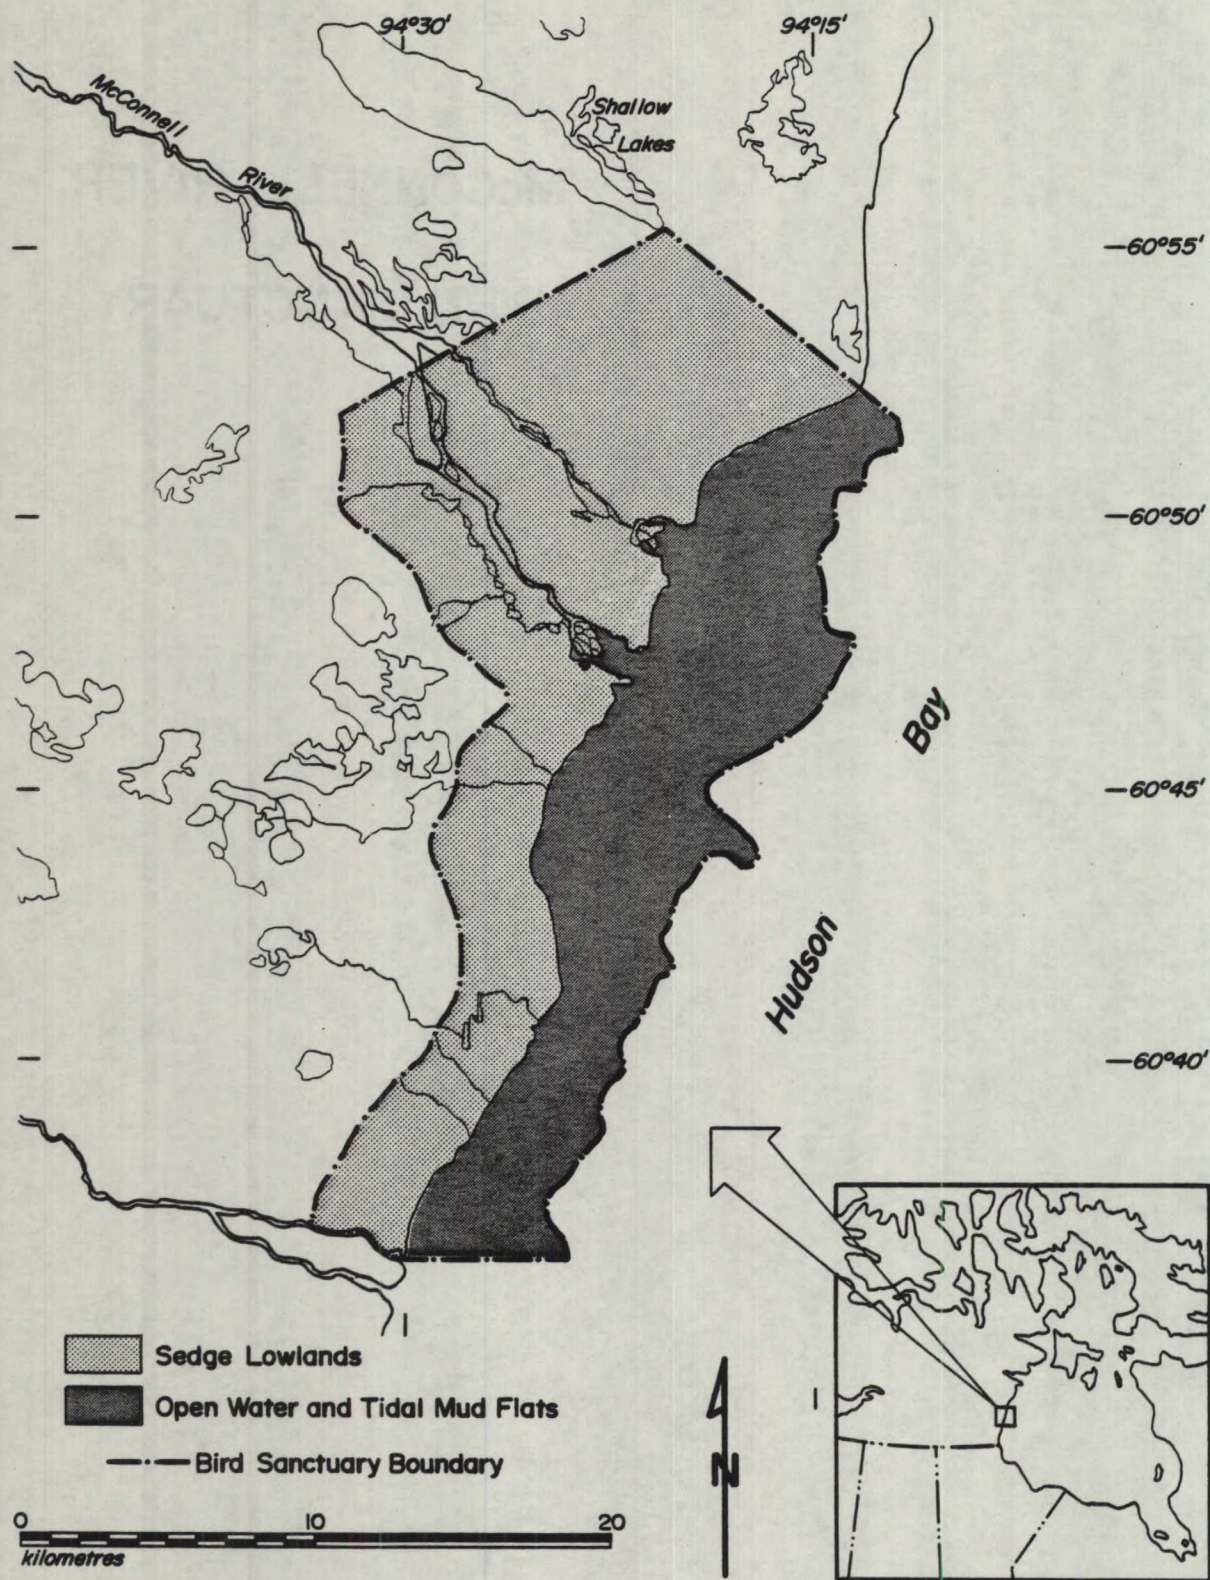 94°30'
94°15'
McConnell
River
Shallow
Lakes
60°55'
60°50'
Bay
60°45'
Hudson
60°40'
Sedge Lowlands
Open Water and Tidal Mud Flats
Bird Sanctuary Boundary
N
0 10 20
kilometres